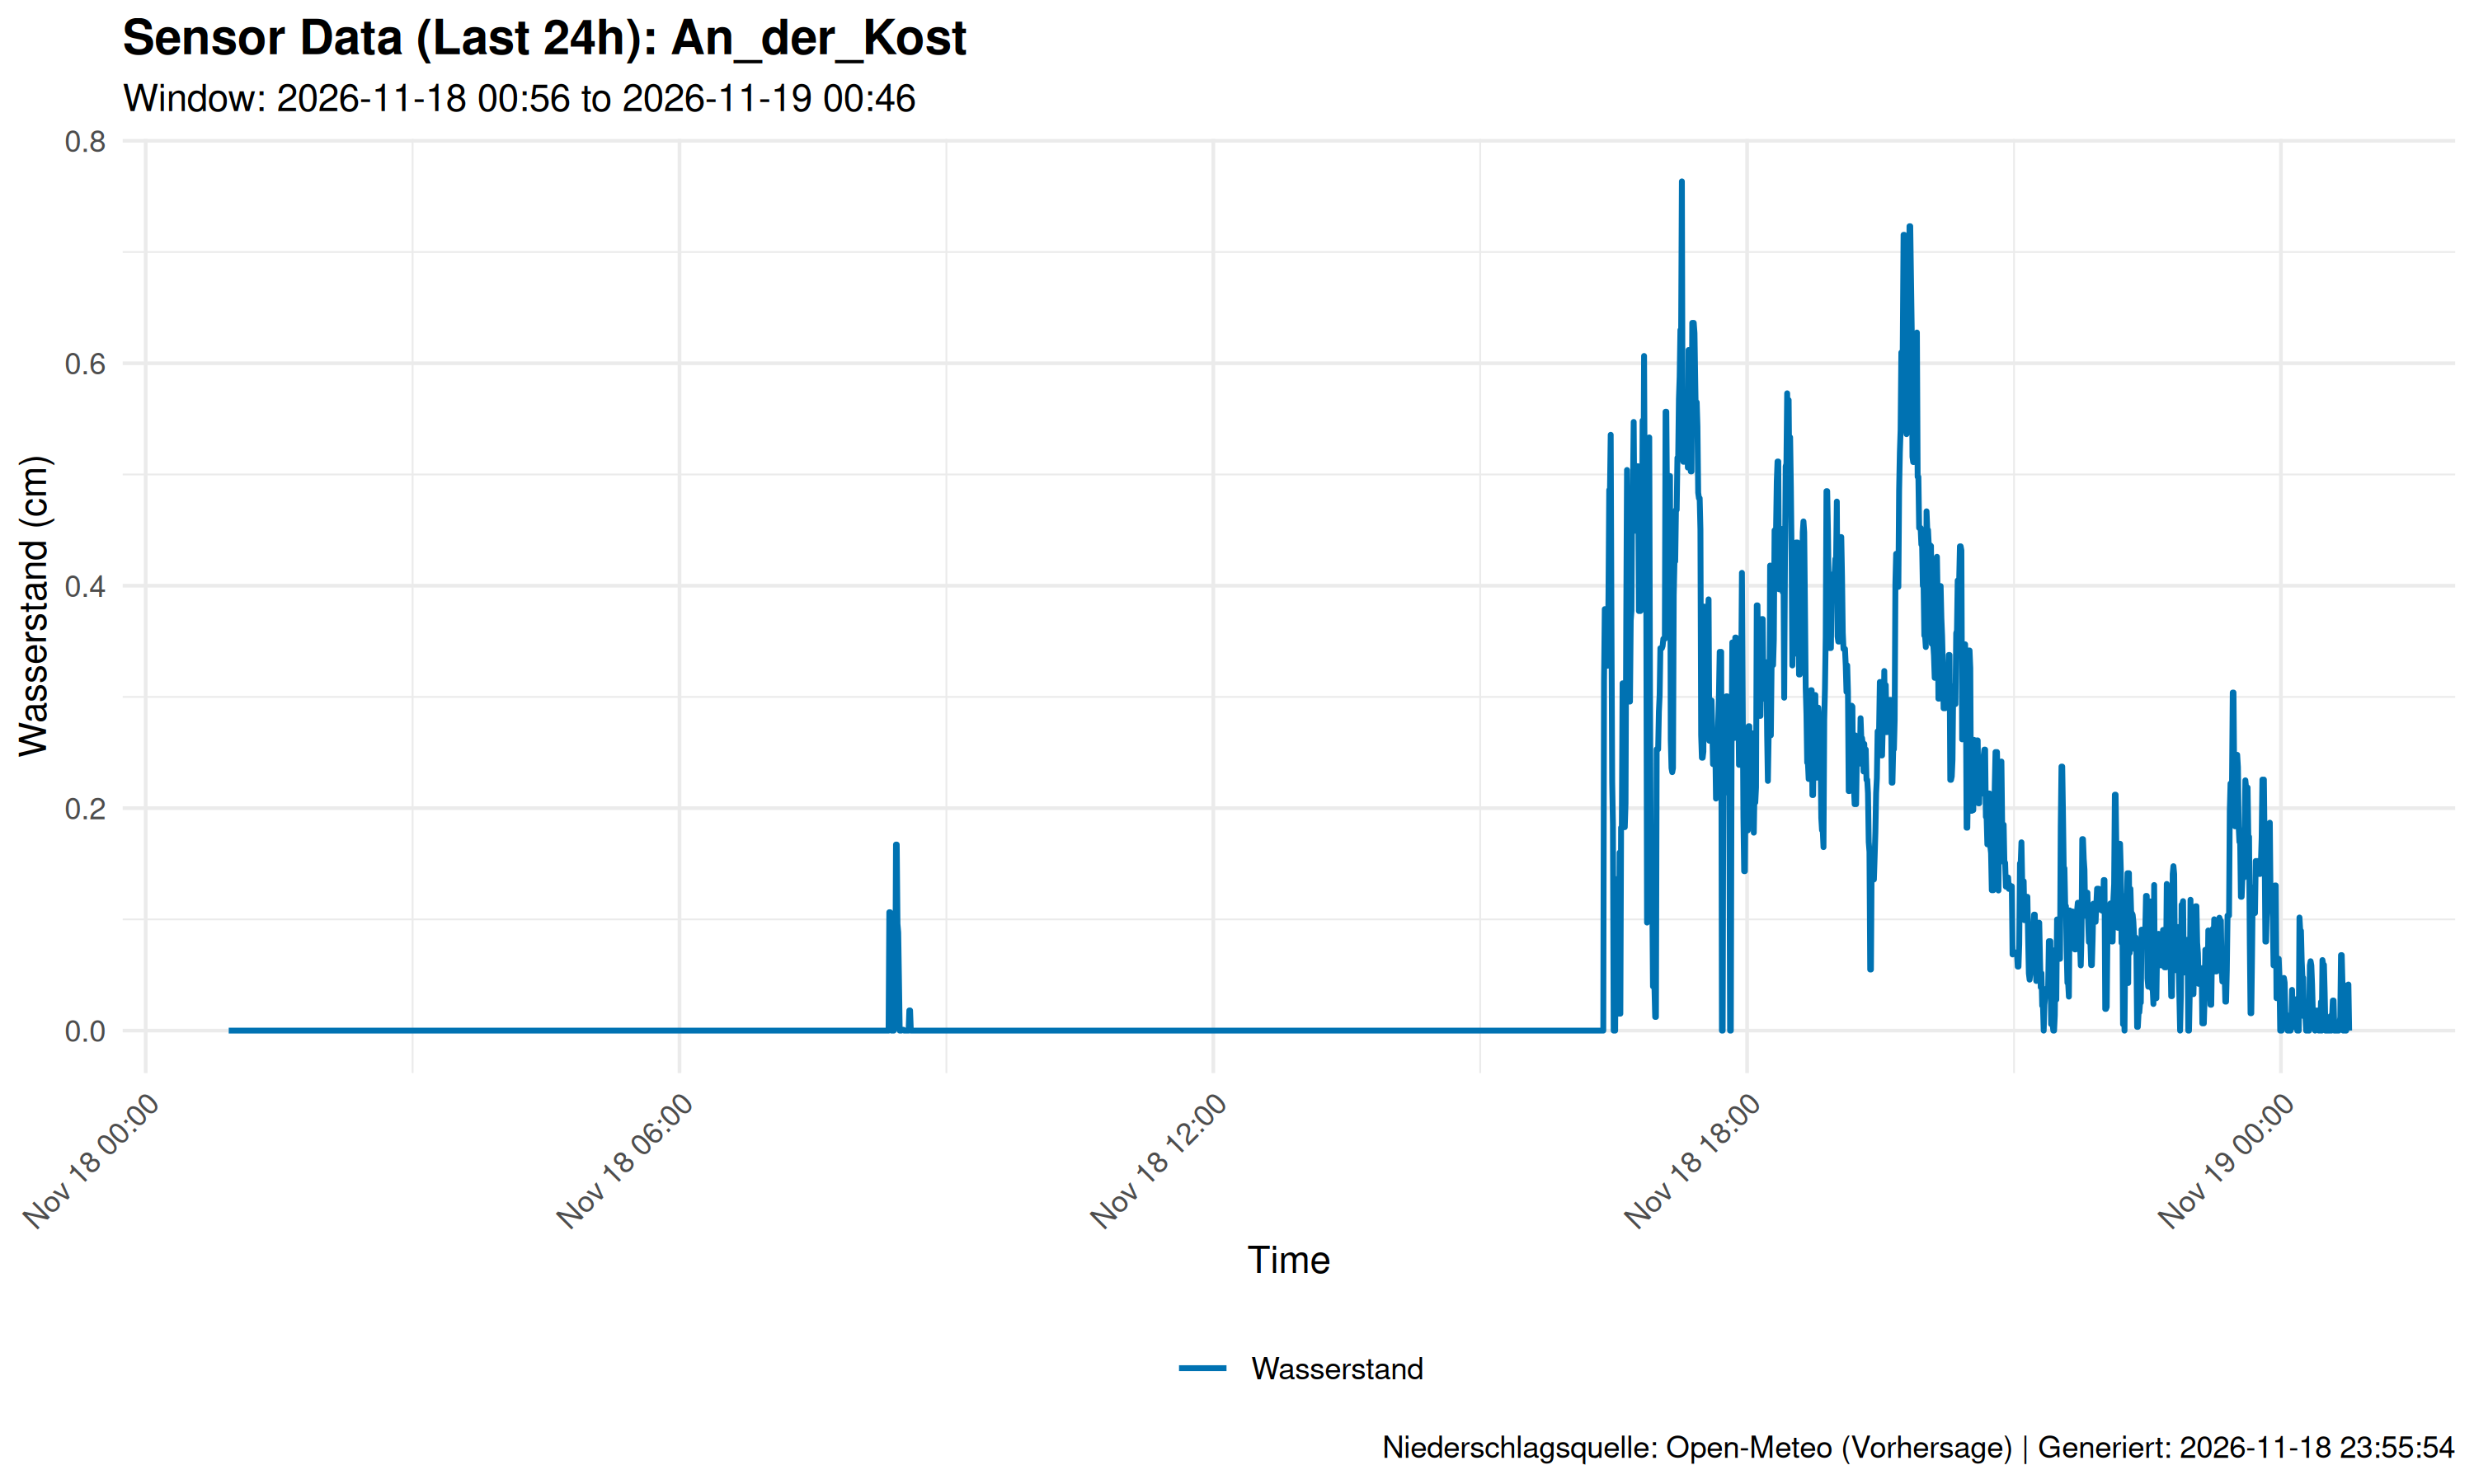 Sensor Data (Last 24h): An_der_Kost
Window: 2026-11-18 00:56 to 2026-11-19 00:46
0.8
0.6
0.4
0.2
0.0
Wasserstand (cm)
Nov 18 00:00
Nov 18 06:00
Nov 18 12:00
Nov 18 18:00
Nov 19 00:00
Time
Wasserstand
Niederschlagsquelle: Open-Meteo (Vorhersage) | Generiert: 2026-11-18 23:55:54